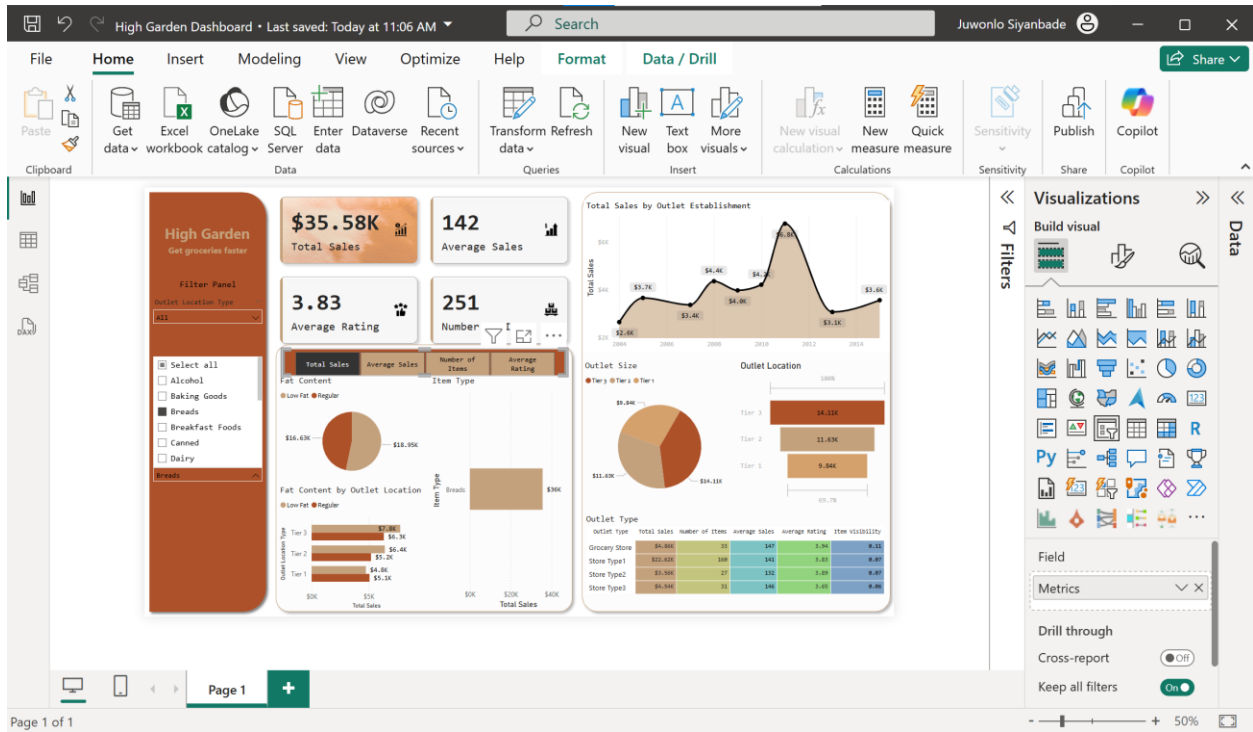 High Garden Dashboard • Last saved: Today at 11:06 AM
Search
Juwonlo Siyanbade
File Home Insert Modeling View Optimize Help Format Data / Drill
Share
Paste
Get data
Excel workbook
OneLake catalog
SQL Server
Enter data
Dataverse
Recent sources
Transform data
Refresh
New visual
Text box
More visuals
New visual calculation
New measure
Quick measure
Sensitivity
Publish
Copilot
Clipboard Data Queries Insert Calculations Sensitivity Share Copilot
High Garden
Get groceries faster
Filter Panel
Outlet Location Type
All
Select all
Alcohol
Baking Goods
Breads
Breakfast Foods
Canned
Dairy
Breads
$35.58K
Total Sales
142
Average Sales
3.83
Average Rating
251
Number
Total Sales
Average Sales
Number of Items
Average Rating
Fat Content
Low Fat Regular
$16.63K
$18.95K
Item Type
Item Type
Breads
$36K
$0K $20K $40K
Total Sales
Fat Content by Outlet Location
Low Fat Regular
Outlet Location Type
Tier 3
$7.8K
$6.3K
Tier 2
$6.4K
$5.2K
Tier 1
$4.8K
$5.1K
$0K $5K
Total Sales
Total Sales by Outlet Establishment
Total Sales
$6K
$4K
$2K
$2.6K
$3.7K
$3.4K
$4.4K
$4.0K
$6.8K
$3.1K
$3.6K
2004 2006 2008 2010 2012 2014
Outlet Size
Tier 3 Tier 2 Tier 1
$9.84K
$11.63K
$14.11K
Outlet Location
100%
Tier 3 14.11K
Tier 2 11.63K
Tier 1 9.84K
69.7%
Outlet Type
Outlet Type Total Sales Number of Items Average Sales Average Rating Item Visibility
Grocery Store $4.86K 33 147 3.94 0.11
Store Type1 $22.62K 160 141 3.83 0.07
Store Type2 $3.56K 27 132 3.89 0.07
Store Type3 $4.54K 31 146 3.65 0.06
Filters
Visualizations
Build visual
123
R
Py
123
Field
Metrics
Drill through
Cross-report
Off
Keep all filters
On
Data
DAX
Page 1
Page 1 of 1
50%